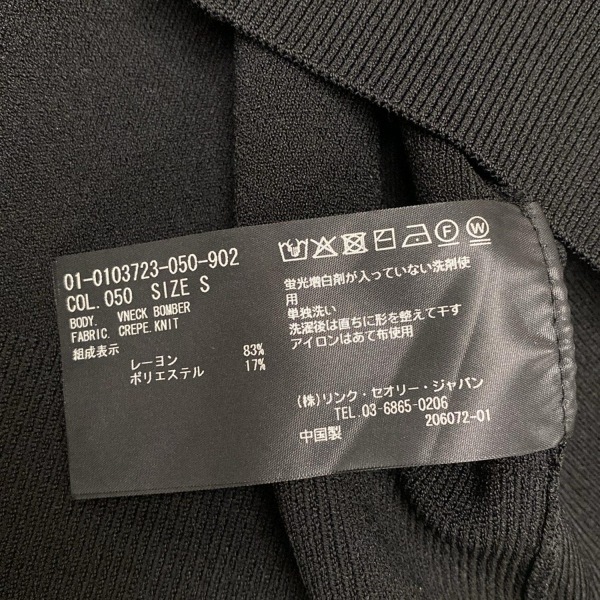 01-0103723-050-902
COL. 050 SIZE S
BODY. VNECK BOMBER
FABRIC. CREPE.KNIT
組成表示
レーヨン 83%
ポリエステル 17%
F W
蛍光増白剤が入っていない洗剤使
用
単独洗い
洗濯後は直ちに形を整えて干す
アイロンはあて布使用
(株)リンク・セオリー・ジャパン
TEL.03-6865-0206
中国製 206072-01